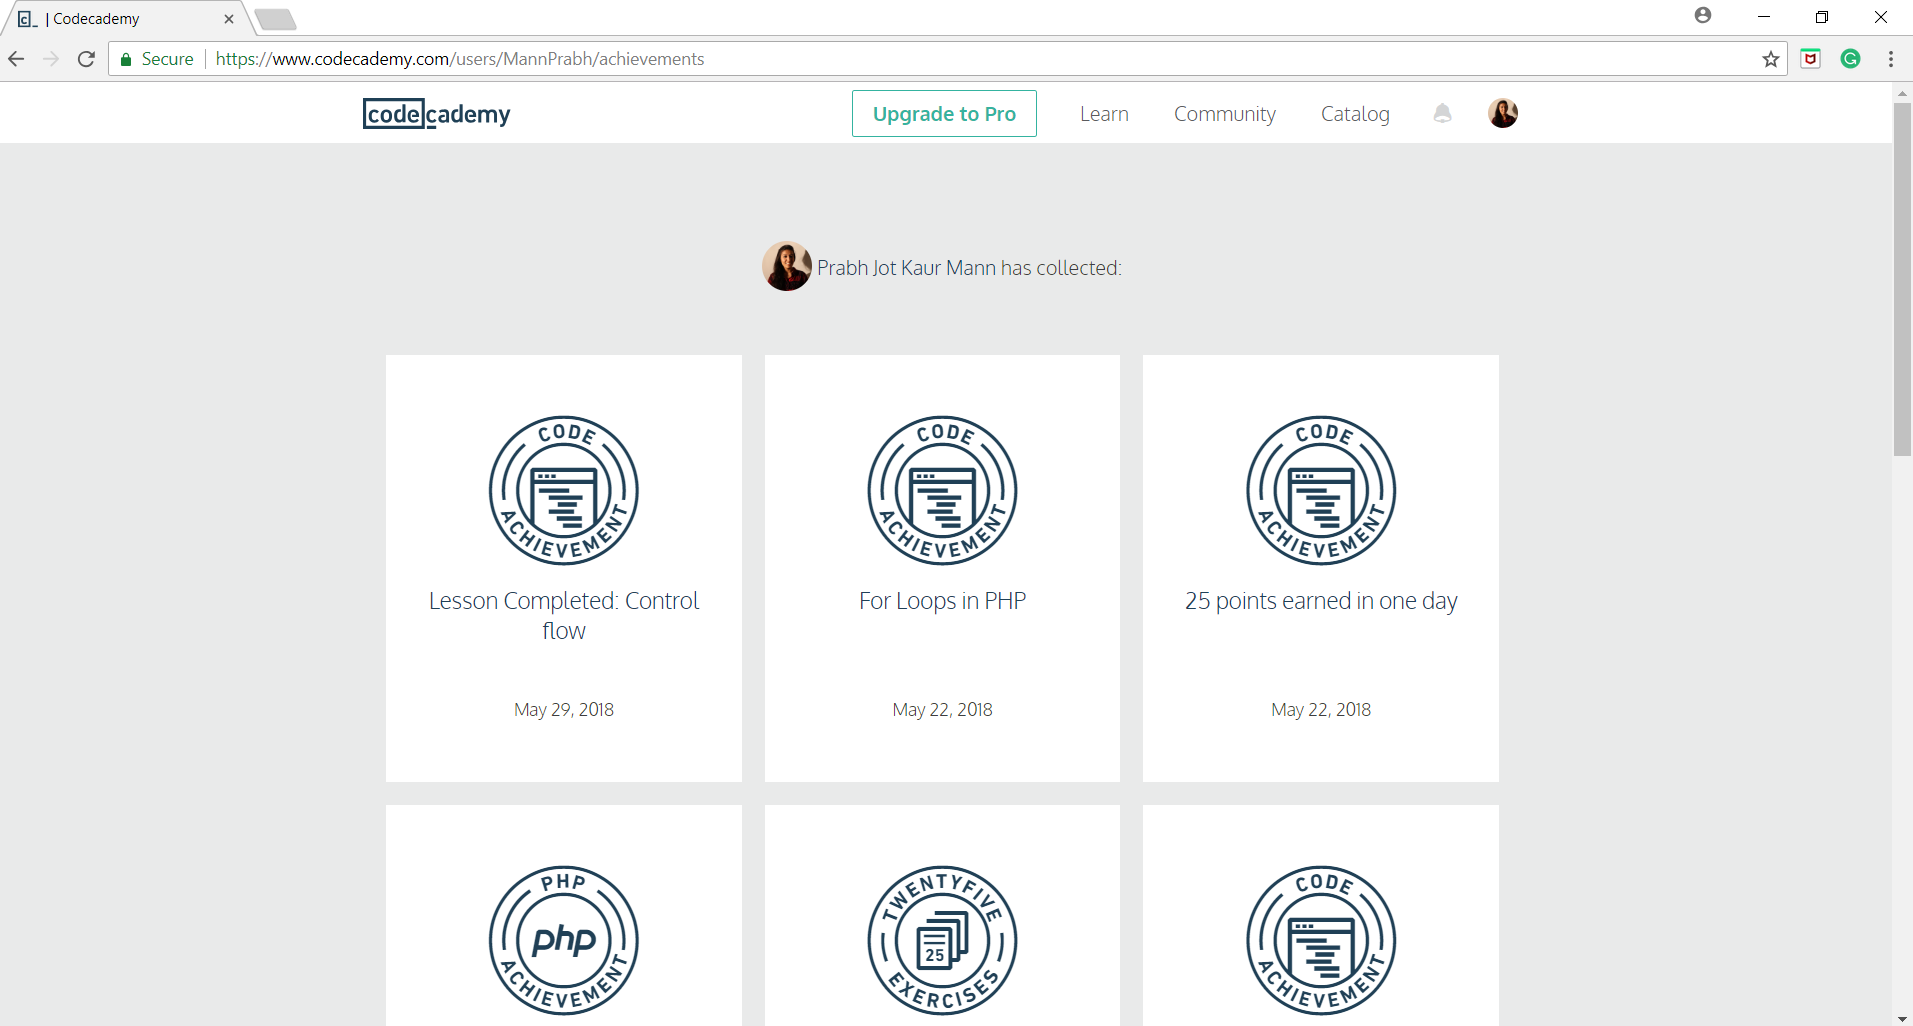 | Codecademy
Secure
https://www.codecademy.com/users/MannPrabh/achievements
codecademy
Upgrade to Pro
Learn
Community
Catalog
Prabh Jot Kaur Mann has collected:
CODE
ACHIEVEMENT
CODE
ACHIEVEMENT
CODE
ACHIEVEMENT
Lesson Completed: Control
flow
For Loops in PHP
25 points earned in one day
May 29, 2018
May 22, 2018
May 22, 2018
PHP
php
ACHIEVEMENT
TWENTYFIVE
25
EXERCISES
CODE
ACHIEVEMENT